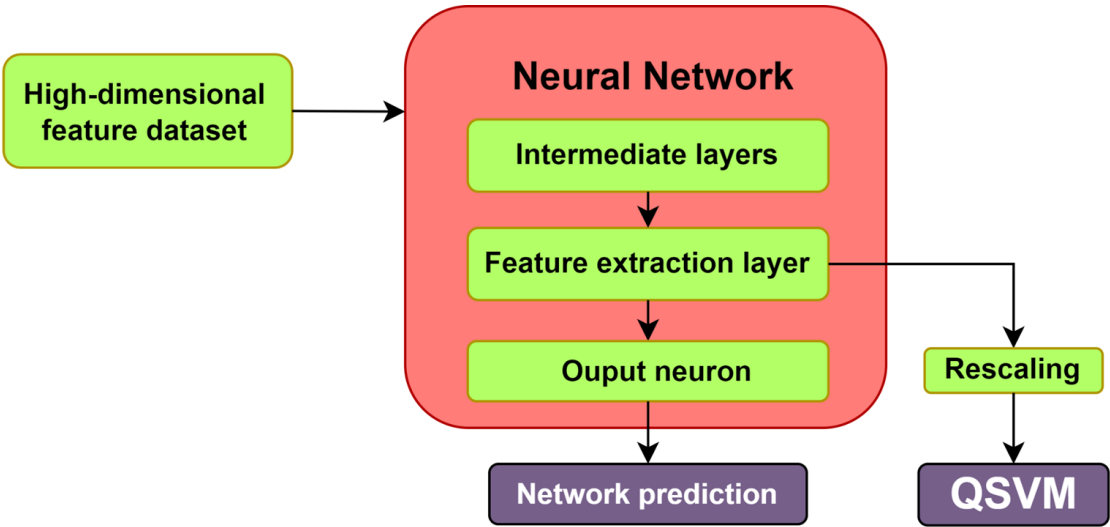 High-dimensional
feature dataset
Neural Network
Intermediate layers
Feature extraction layer
Ouput neuron
Rescaling
Network prediction
QSVM